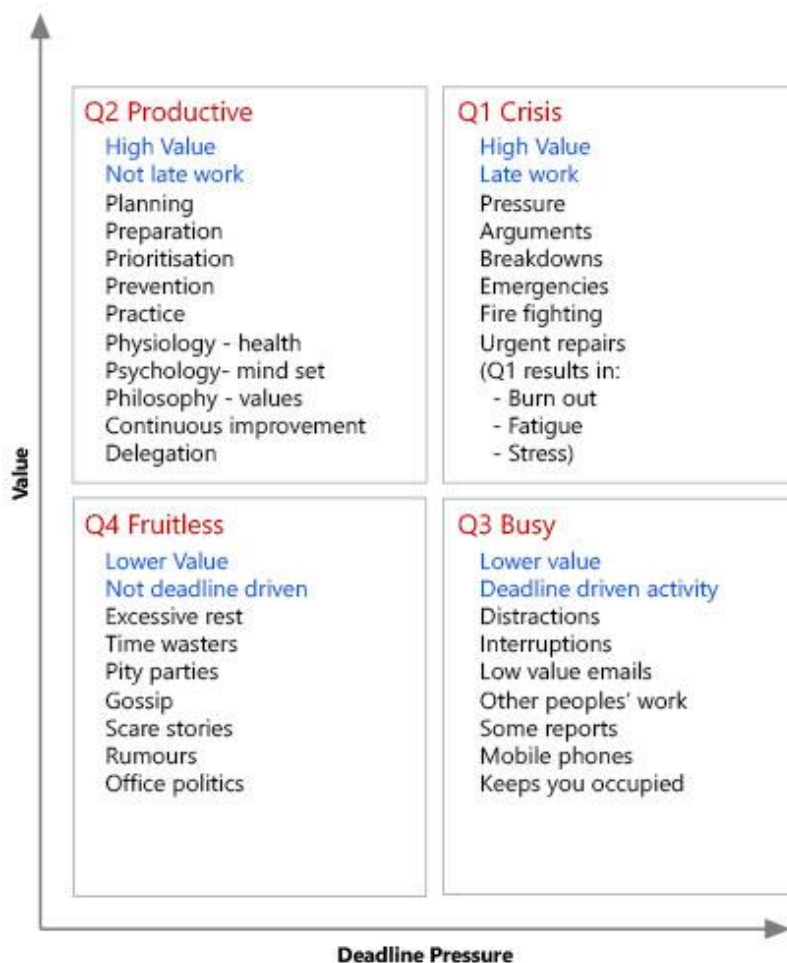 Q2 Productive
High Value
Not late work
Planning
Preparation
Prioritisation
Prevention
Practice
Physiology - health
Psychology- mind set
Philosophy - values
Continuous improvement
Delegation
Q1 Crisis
High Value
Late work
Pressure
Arguments
Breakdowns
Emergencies
Fire fighting
Urgent repairs
(Q1 results in:
- Burn out
- Fatigue
- Stress)
Value
Q4 Fruitless
Lower Value
Not deadline driven
Excessive rest
Time wasters
Pity parties
Gossip
Scare stories
Rumours
Office politics
Q3 Busy
Lower value
Deadline driven activity
Distractions
Interruptions
Low value emails
Other peoples' work
Some reports
Mobile phones
Keeps you occupied
Deadline Pressure